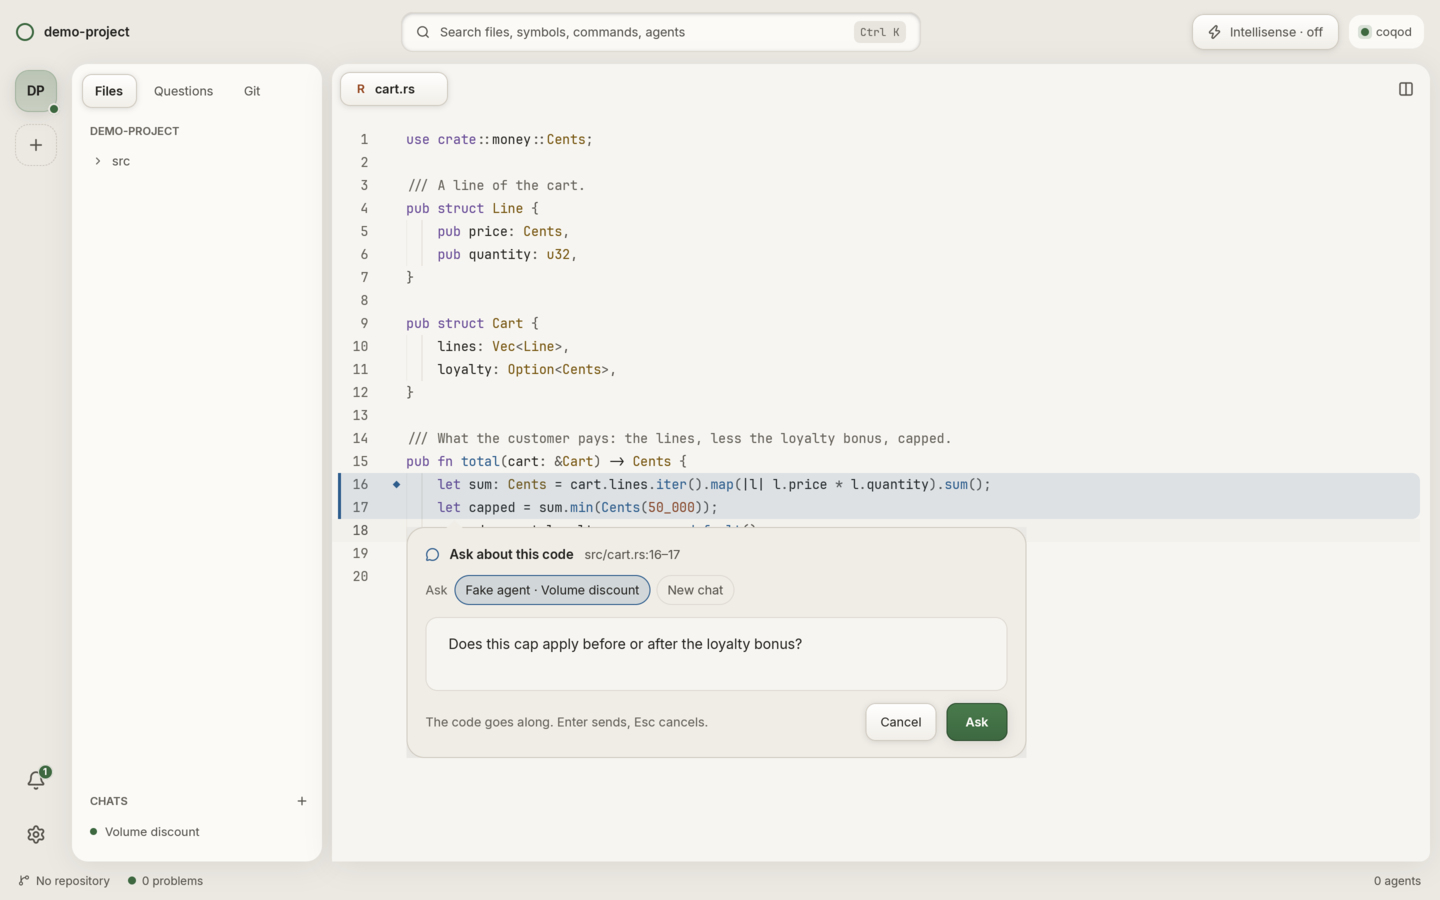 demo-project
Search files, symbols, commands, agents
Ctrl K
Intellisense · off
coqod
DP
Files
Questions
Git
DEMO-PROJECT
src
CHATS
Volume discount
R cart.rs
1 use crate::money::Cents;
2
3 /// A line of the cart.
4 pub struct Line {
5 pub price: Cents,
6 pub quantity: u32,
7 }
8
9 pub struct Cart {
10 lines: Vec<Line>,
11 loyalty: Option<Cents>,
12 }
13
14 /// What the customer pays: the lines, less the loyalty bonus, capped.
15 pub fn total(cart: &Cart) -> Cents {
16 let sum: Cents = cart.lines.iter().map(|l| l.price * l.quantity).sum();
17 let capped = sum.min(Cents(50_000));
18
19
20
Ask about this code src/cart.rs:16–17
Ask
Fake agent · Volume discount
New chat
Does this cap apply before or after the loyalty bonus?
The code goes along. Enter sends, Esc cancels.
Cancel
Ask
1
No repository
0 problems
0 agents